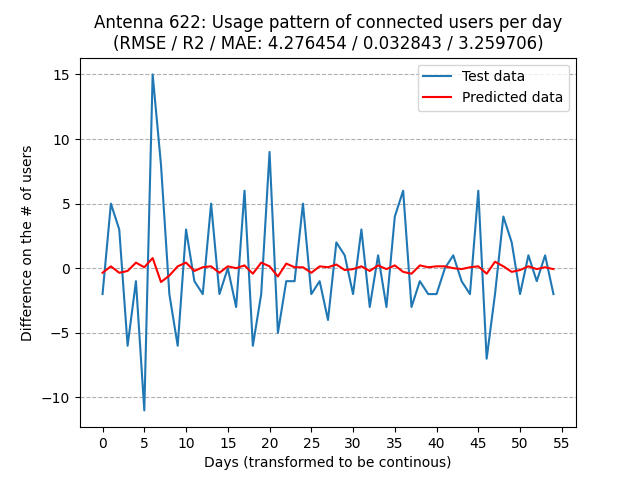 Antenna 622: Usage pattern of connected users per day
(RMSE / R2 / MAE: 4.276454 / 0.032843 / 3.259706)
Test data
Predicted data
15
10
5
0
−5
−10
Difference on the # of users
0 5 10 15 20 25 30 35 40 45 50 55
Days (transformed to be continous)